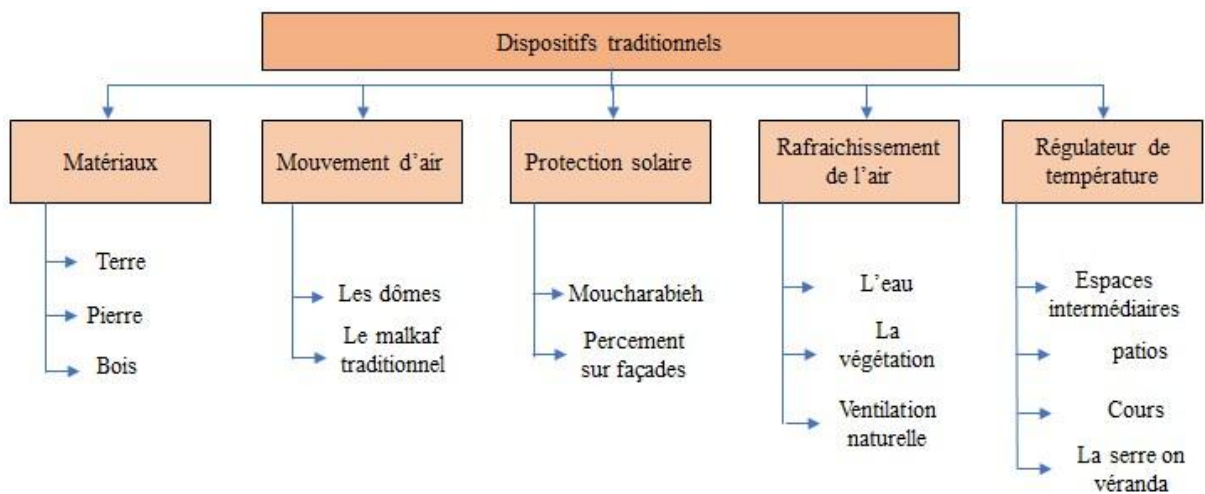 Dispositifs traditionnels
Matériaux
Mouvement d’air
Protection solaire
Rafraichissement
de l’air
Régulateur de
température
Terre
Pierre
Bois
Les dômes
Le malkaf
traditionnel
Moucharabieh
Percement
sur façades
L’eau
La
végétation
Ventilation
naturelle
Espaces
intermédiaires
patios
Cours
La serre on
véranda